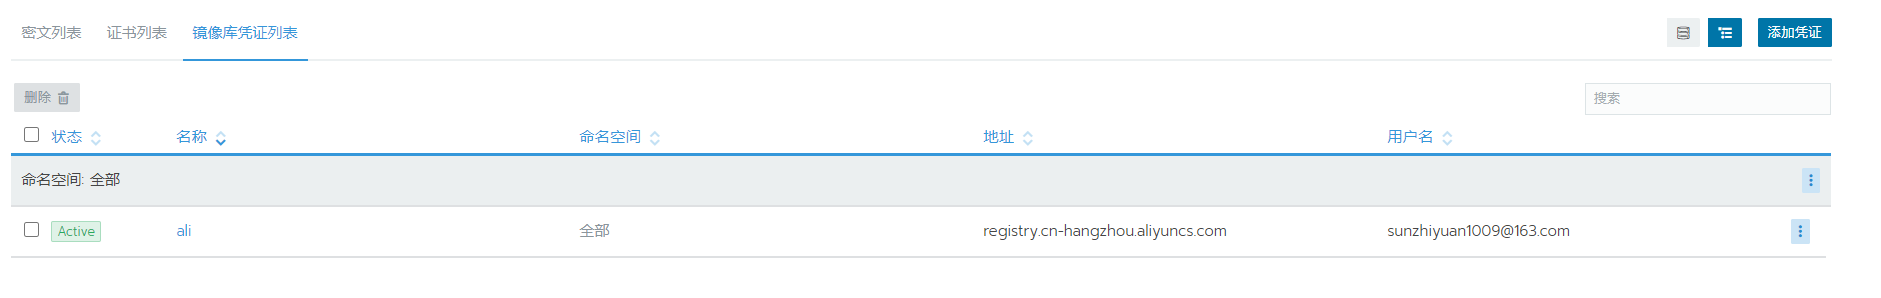 密文列表 证书列表 镜像库凭证列表 添加凭证
删除 搜索
状态 名称 命名空间 地址 用户名
命名空间: 全部
Active ali 全部 registry.cn-hangzhou.aliyuncs.com sunzhiyuan1009@163.com